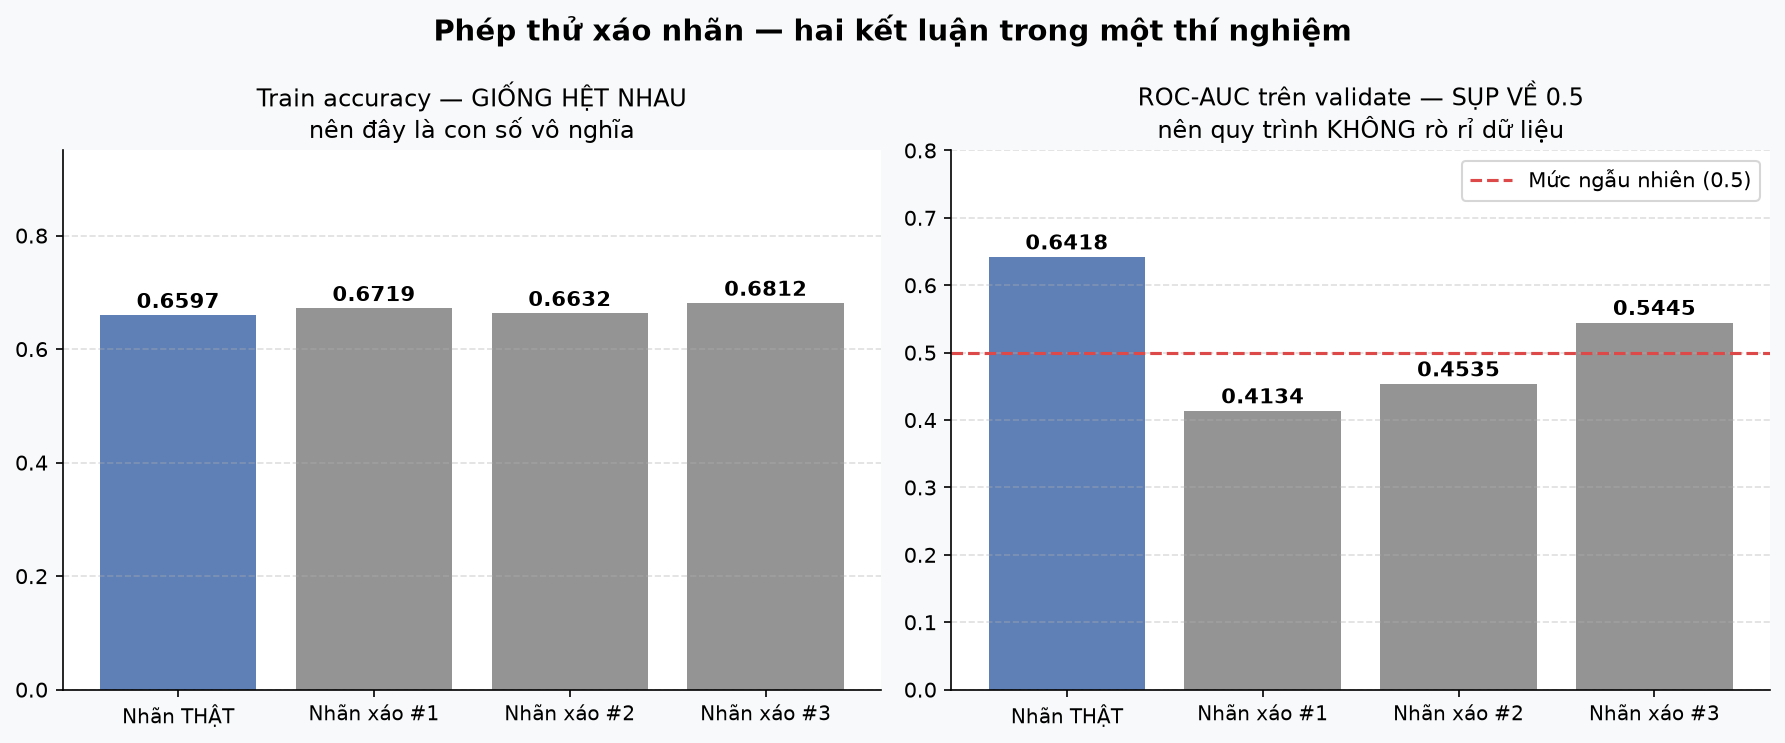 Phép thử xáo nhãn — hai kết luận trong một thí nghiệm
Train accuracy — GIỐNG HỆT NHAU
nên đây là con số vô nghĩa
0.8
0.6
0.4
0.2
0.0
0.6597
0.6719
0.6632
0.6812
Nhãn THẬT
Nhãn xáo #1
Nhãn xáo #2
Nhãn xáo #3
ROC-AUC trên validate — SỤP VỀ 0.5
nên quy trình KHÔNG rò rỉ dữ liệu
Mức ngẫu nhiên (0.5)
0.8
0.7
0.6
0.5
0.4
0.3
0.2
0.1
0.0
0.6418
0.4134
0.4535
0.5445
Nhãn THẬT
Nhãn xáo #1
Nhãn xáo #2
Nhãn xáo #3